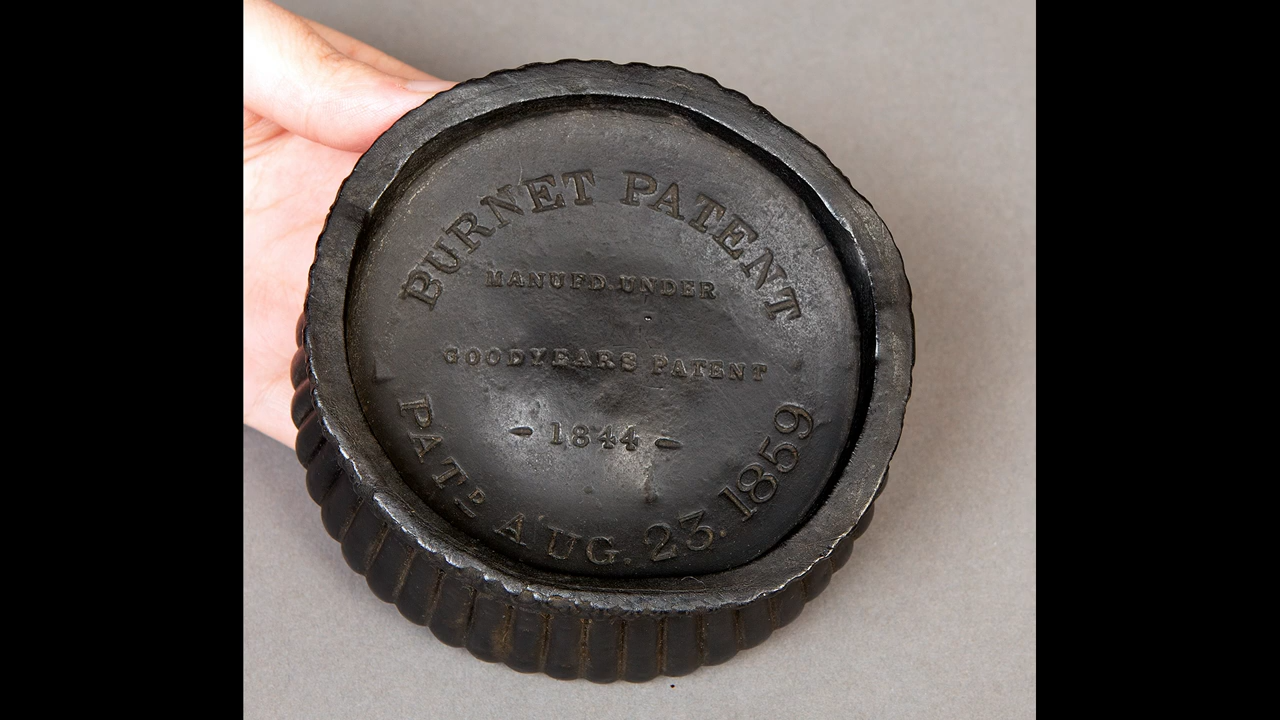 BURNET PATENT
MANUFD. UNDER
GOODYEARS PATENT
- 1844 -
PATD AUG. 23. 1859